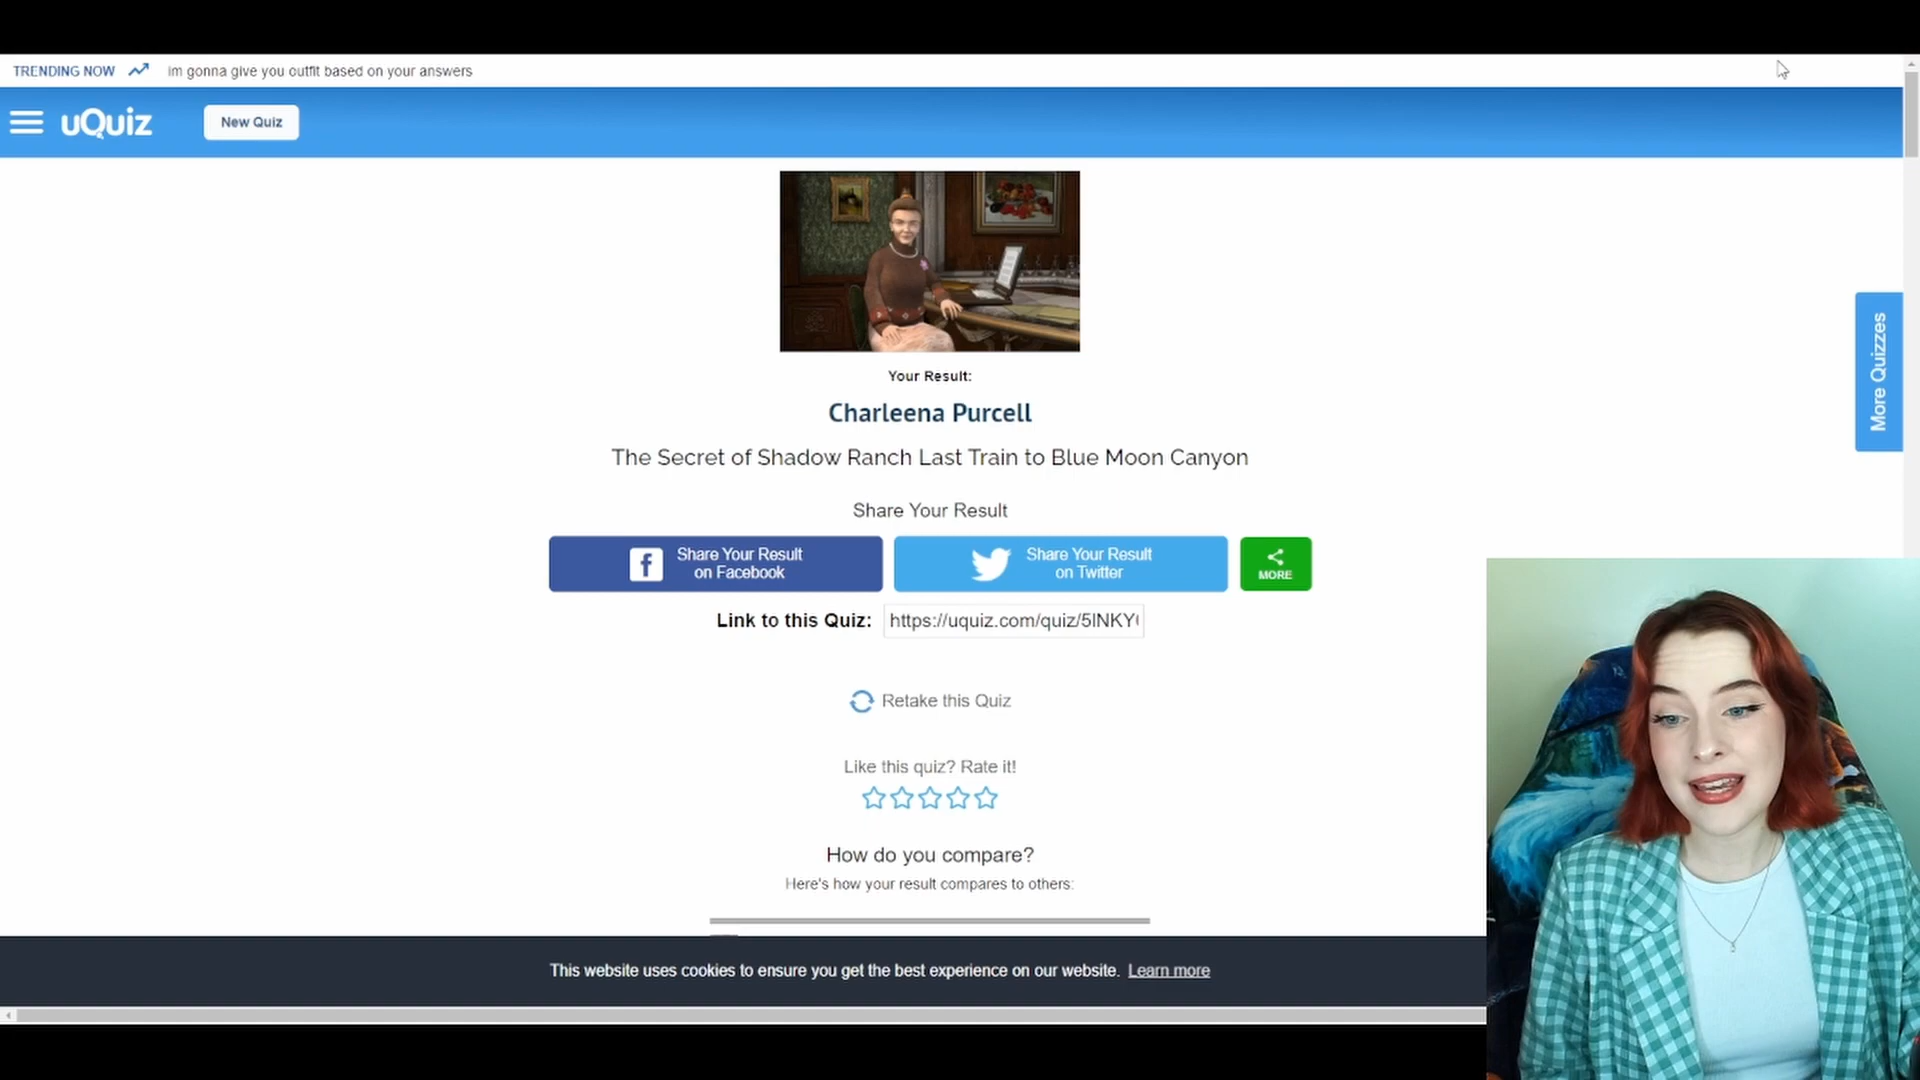 TRENDING NOW im gonna give you outfit based on your answers
uQuiz New Quiz
Your Result:
Charleena Purcell
The Secret of Shadow Ranch Last Train to Blue Moon Canyon
Share Your Result
Share Your Result
on Facebook
Share Your Result
on Twitter
MORE
Link to this Quiz: https://uquiz.com/quiz/5INKY
Retake this Quiz
Like this quiz? Rate it!
How do you compare?
Here's how your result compares to others:
This website uses cookies to ensure you get the best experience on our website. Learn more
More Quizzes